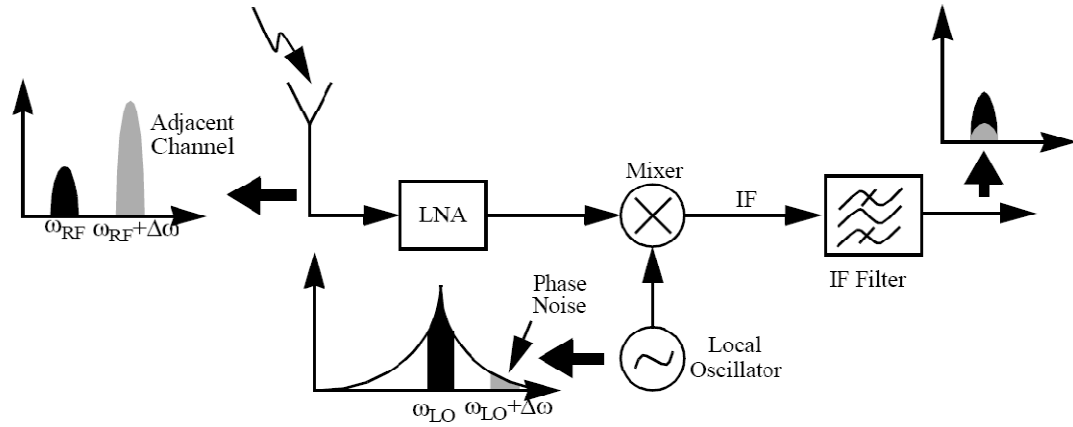 Adjacent
Channel
ωRF
ωRF+Δω
LNA
Mixer
IF
IF Filter
Phase
Noise
Local
Oscillator
ωLO
ωLO+Δω